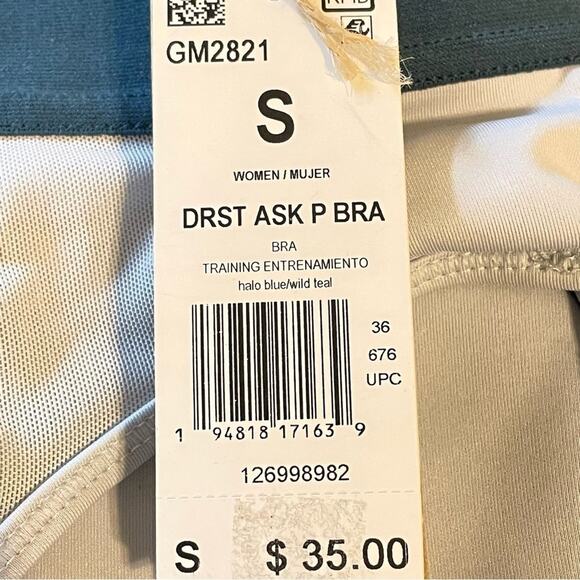 GM2821
S
WOMEN / MUJER
DRST ASK P BRA
BRA
TRAINING ENTRENAMIENTO
halo blue/wild teal
36
676
UPC
1 94818 17163 9
126998982
S $ 35.00